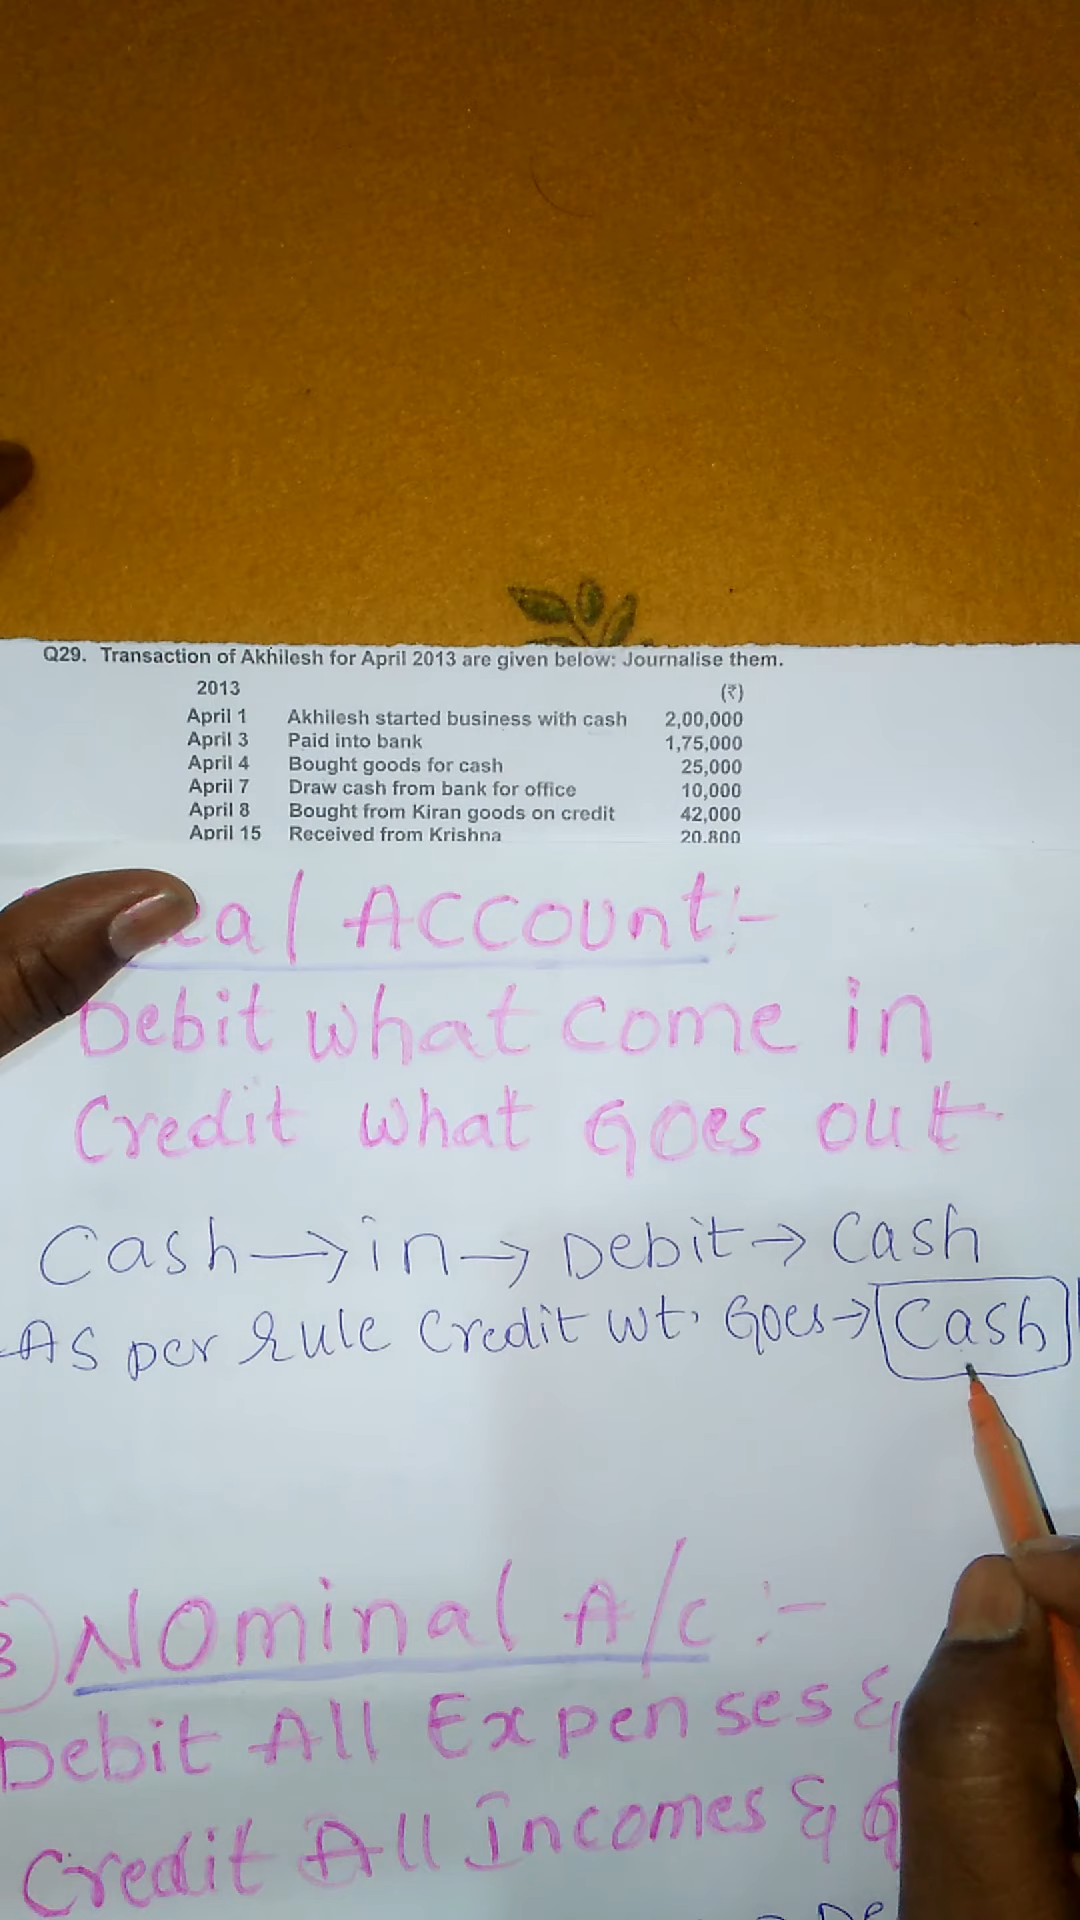 Q29. Transaction of Akhilesh for April 2013 are given below: Journalise them.
2013 (₹)
April 1 Akhilesh started business with cash 2,00,000
April 3 Paid into bank 1,75,000
April 4 Bought goods for cash 25,000
April 7 Draw cash from bank for office 10,000
April 8 Bought from Kiran goods on credit 42,000
April 15 Received from Krishna 20,800
eal Account:-
Debit what come in
Credit what Goes out
Cash → in → Debit → Cash
As per rule Credit wt. Goes → Cash
3 Nominal A/c :-
Debit All Expenses &
Credit All Incomes &